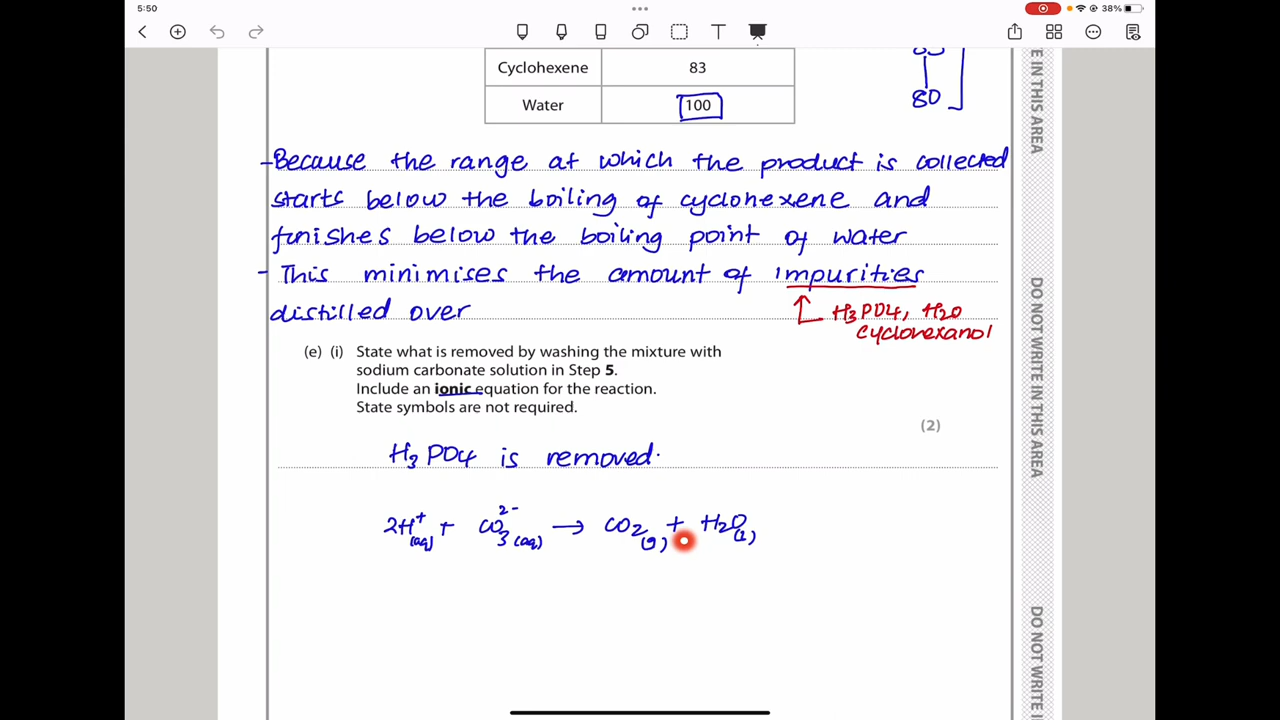 5:50
38%
Cyclohexene 83
Water 100
80
-Because the range at which the product is collected
starts below the boiling of cyclohexene and
finishes below the boiling point of water
- This minimises the amount of impurities
distilled over
H3PO4, H2O
cyclohexanol
(e) (i) State what is removed by washing the mixture with
sodium carbonate solution in Step 5.
Include an ionic equation for the reaction.
State symbols are not required.
(2)
H3PO4 is removed.
2H+(aq) + CO3 2-(aq) → CO2(g) + H2O(l)
E IN THIS AREA
DO NOT WRITE IN THIS AREA
DO NOT WRITE IN